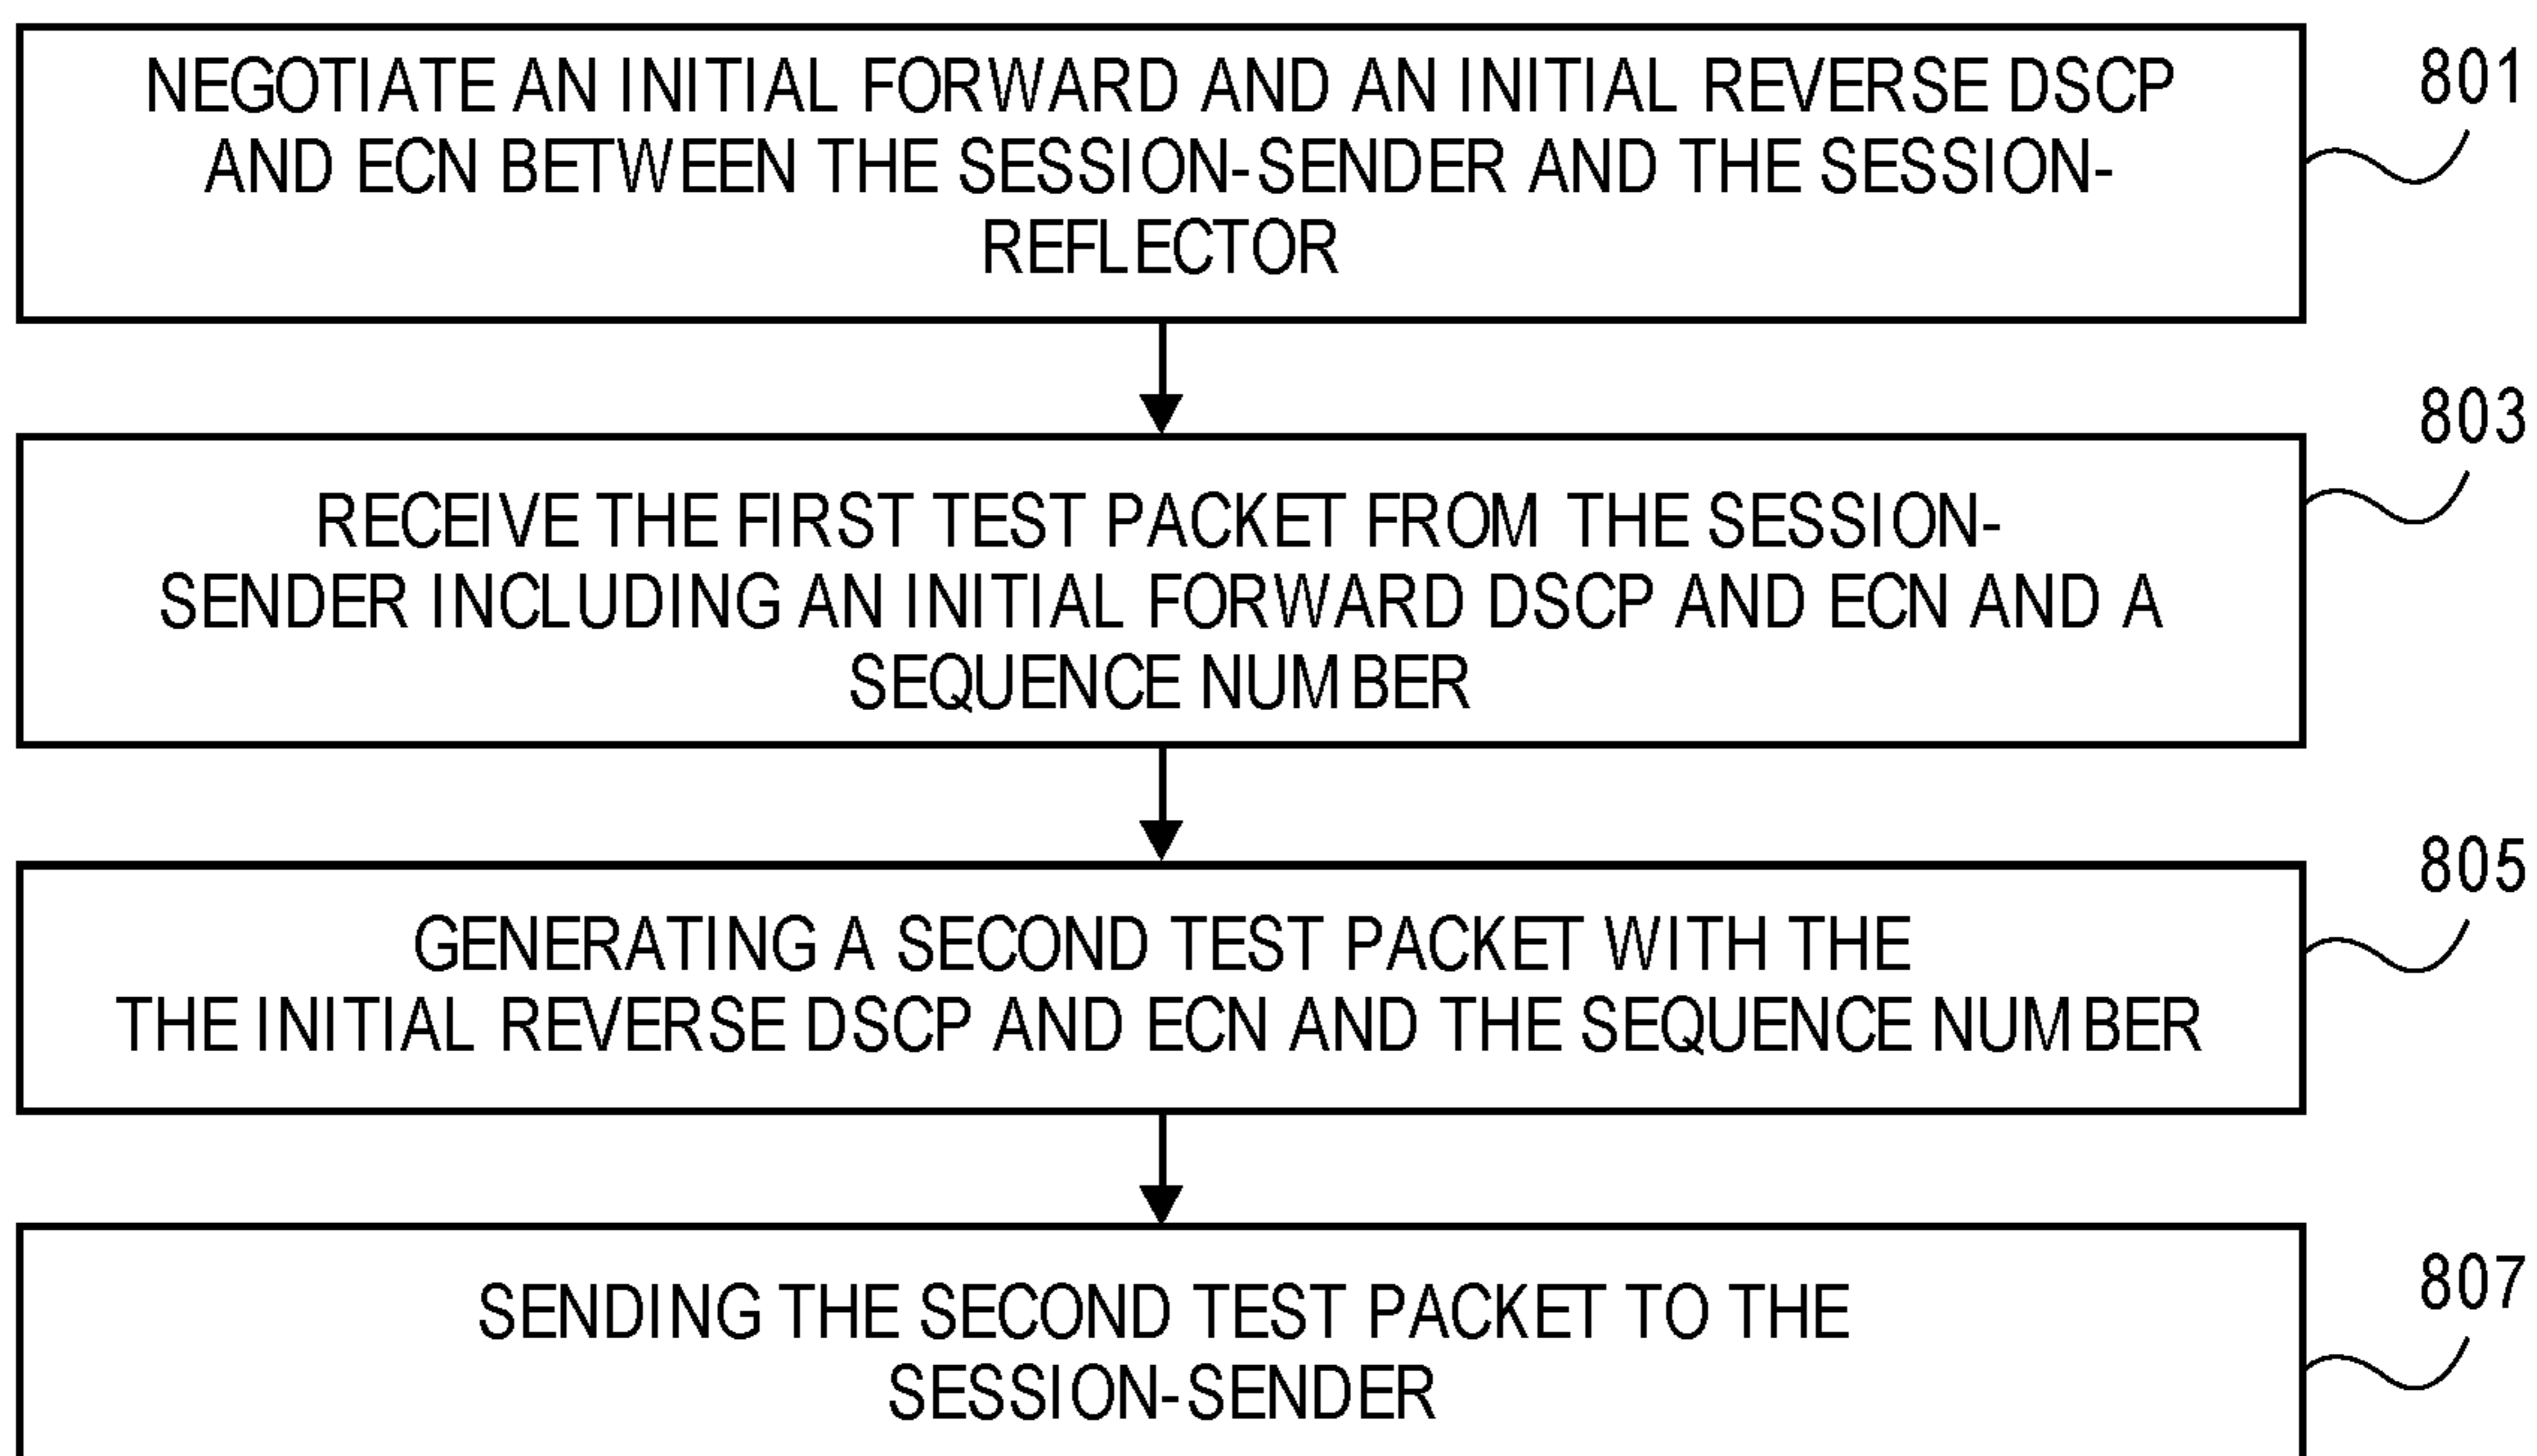 NEGOTIATE AN INITIAL FORWARD AND AN INITIAL REVERSE DSCP
AND ECN BETWEEN THE SESSION-SENDER AND THE SESSION-
REFLECTOR
801
RECEIVE THE FIRST TEST PACKET FROM THE SESSION-
SENDER INCLUDING AN INITIAL FORWARD DSCP AND ECN AND A
SEQUENCE NUMBER
803
GENERATING A SECOND TEST PACKET WITH THE
THE INITIAL REVERSE DSCP AND ECN AND THE SEQUENCE NUMBER
805
SENDING THE SECOND TEST PACKET TO THE
SESSION-SENDER
807